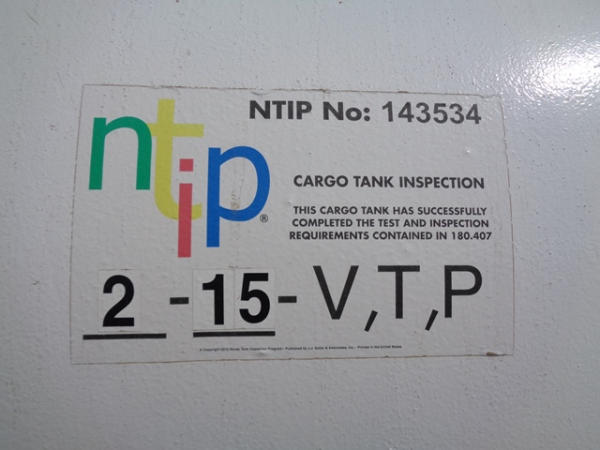 NTIP No: 143534
ntip®
CARGO TANK INSPECTION
THIS CARGO TANK HAS SUCCESSFULLY
COMPLETED THE TEST AND INSPECTION
REQUIREMENTS CONTAINED IN 180.407
2 - 15 - V,T,P